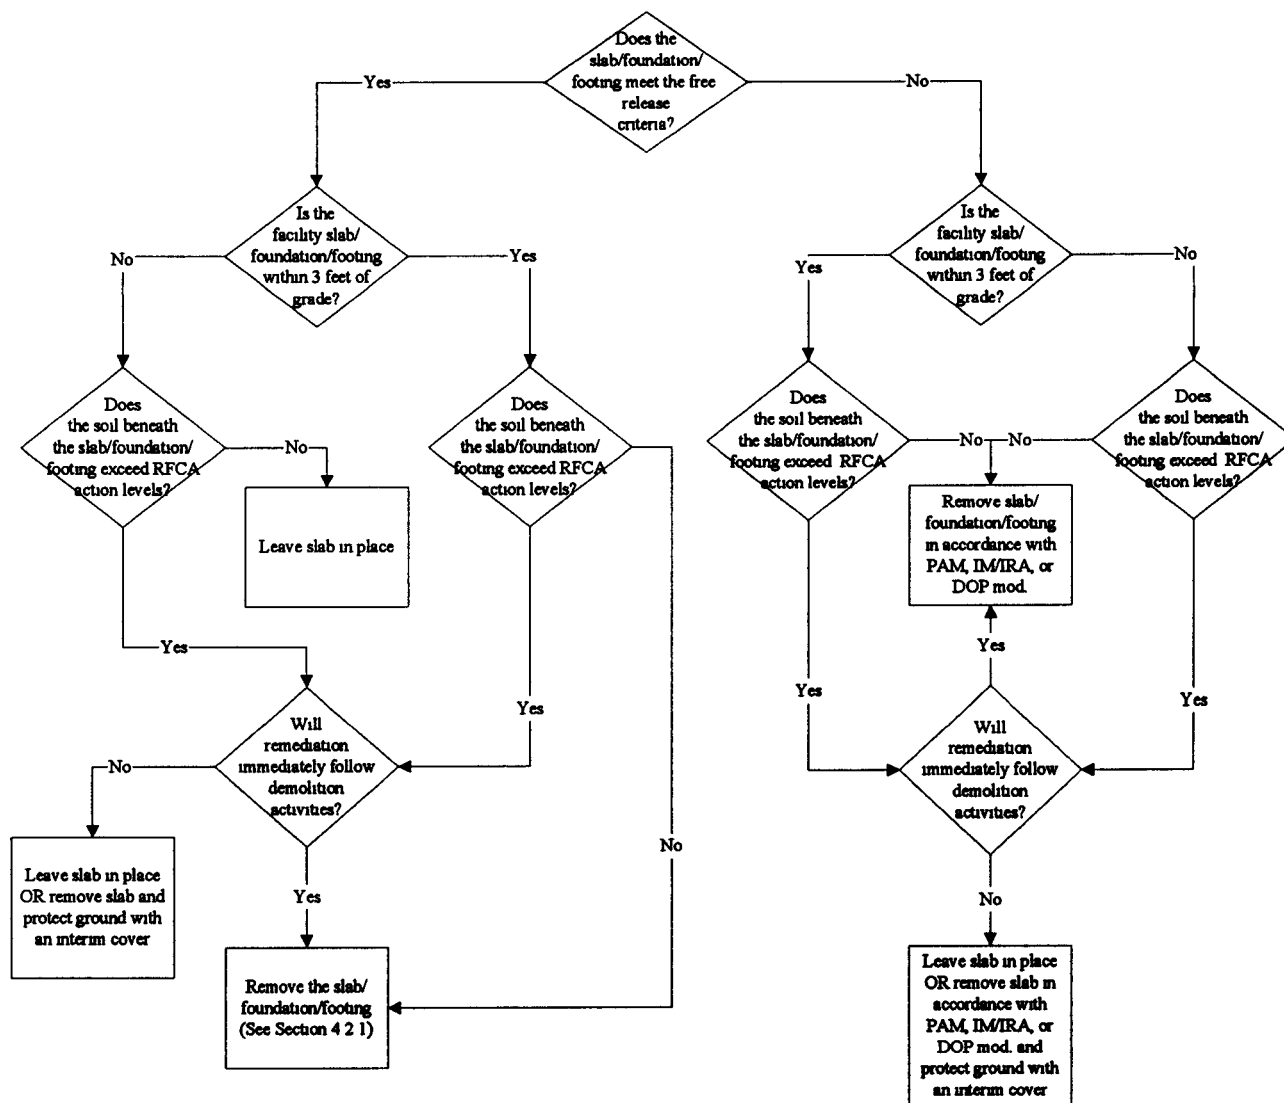 Does the
slab/foundation/
footing meet the free
release
criteria?
Yes
No
Is the
facility slab/
foundation/footing
within 3 feet of
grade?
No
Yes
Is the
facility slab/
foundation/footing
within 3 feet of
grade?
Yes
No
Does
the soil beneath
the slab/foundation/
footing exceed RFCA
action levels?
No
Leave slab in place
Yes
Does
the soil beneath
the slab/foundation/
footing exceed RFCA
action levels?
Yes
No
Does
the soil beneath
the slab/foundation/
footing exceed RFCA
action levels?
No
No
Does
the soil beneath
the slab/foundation/
footing exceed RFCA
action levels?
Remove slab/
foundation/footing
in accordance with
PAM, IM/IRA, or
DOP mod.
Yes
Yes
Yes
Will
remediation
immediately follow
demolition
activities?
No
Yes
Leave slab in place
OR remove slab and
protect ground with
an interim cover
Remove the slab/
foundation/footing
(See Section 4 2 1)
Will
remediation
immediately follow
demolition
activities?
No
Leave slab in place
OR remove slab in
accordance with
PAM, IM/IRA, or
DOP mod. and
protect ground with
an interim cover